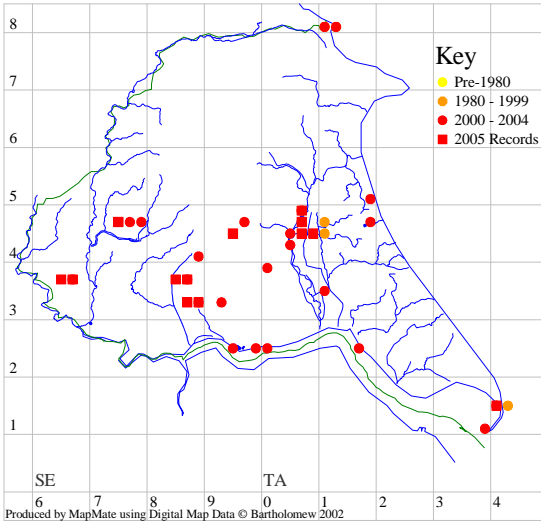 8
7
6
5
4
3
2
1
Key
Pre-1980
1980 - 1999
2000 - 2004
2005 Records
SE TA
6 7 8 9 0 1 2 3 4
Produced by MapMate using Digital Map Data © Bartholomew 2002